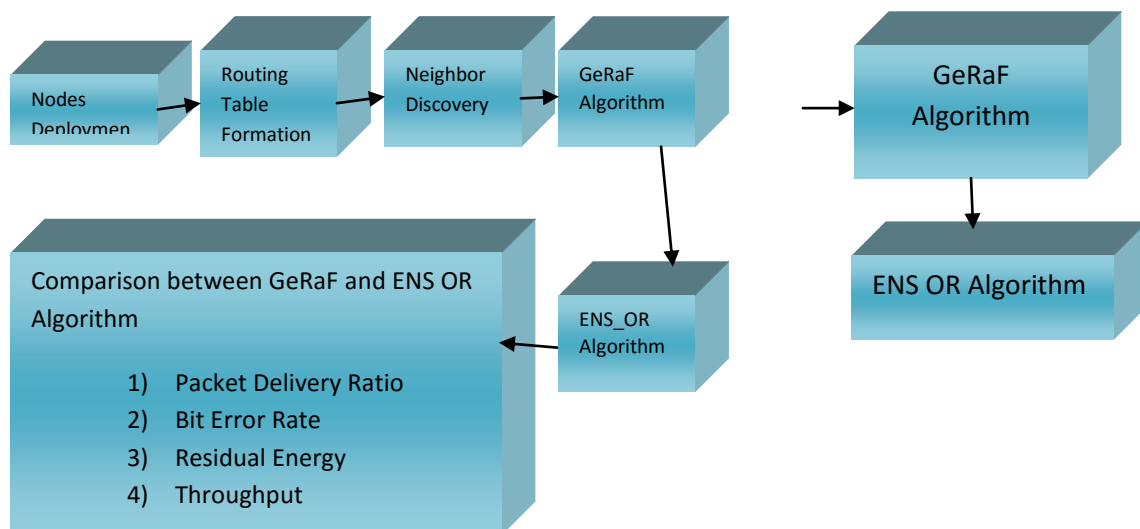 Nodes
Deploymen
Routing
Table
Formation
Neighbor
Discovery
GeRaF
Algorithm
GeRaF
Algorithm
ENS OR Algorithm
ENS_OR
Algorithm
Comparison between GeRaF and ENS OR
Algorithm
1) Packet Delivery Ratio
2) Bit Error Rate
3) Residual Energy
4) Throughput